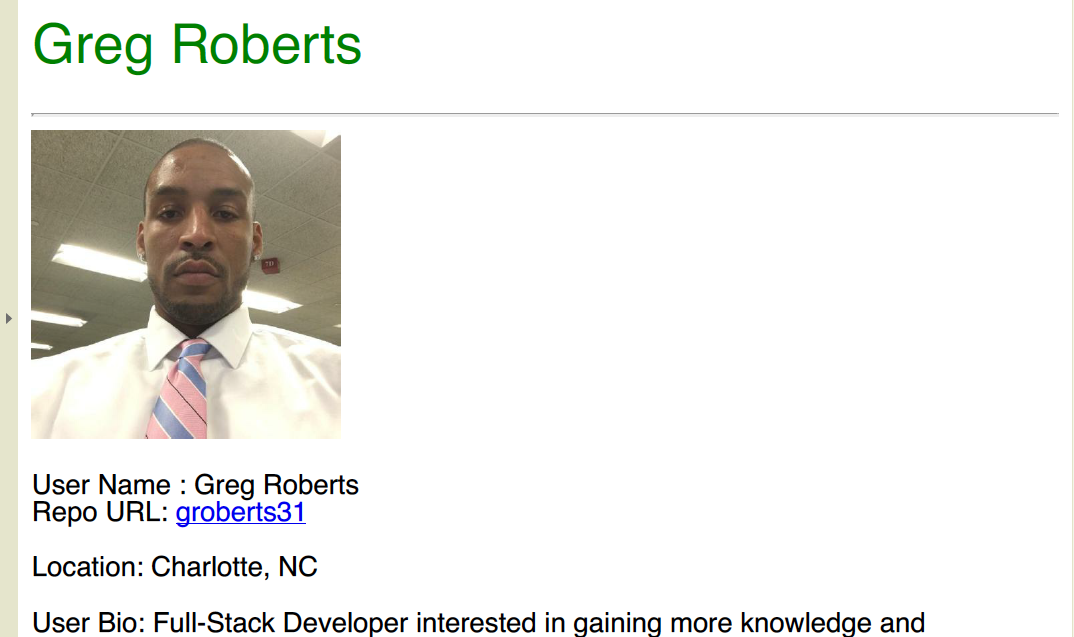 Greg Roberts
User Name : Greg Roberts
Repo URL: groberts31
Location: Charlotte, NC
User Bio: Full-Stack Developer interested in gaining more knowledge and